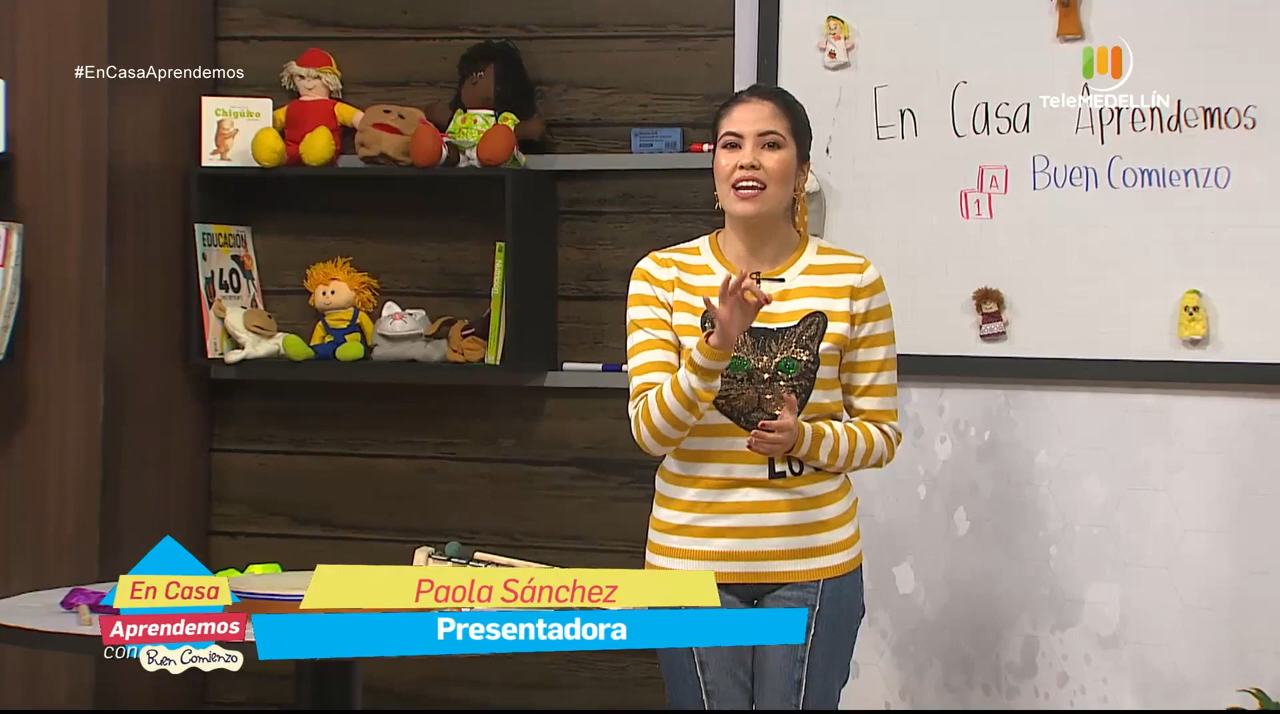 #EnCasaAprendemos
TeleMEDELLÍN
En Casa Aprendemos
Buen Comienzo
A
1
Chigüiro
EDUCACIÓN
40
LO
En Casa
Aprendemos
con Buen Comienzo
Paola Sánchez
Presentadora